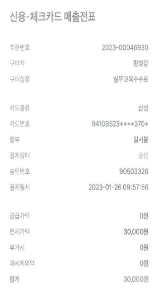 신용·체크카드 매출전표
주문번호 2023-00046930
구매자 황영강
구매상품 실무교육수수료
카드종류 삼성
카드번호 94108523****370*
할부 일시불
결제상태 승인
승인번호 90503326
결제일시 2023-01-26 09:57:56
공급가액 0원
면세가액 30,000원
부가세 0원
과세제외액 0원
합계 30,000원